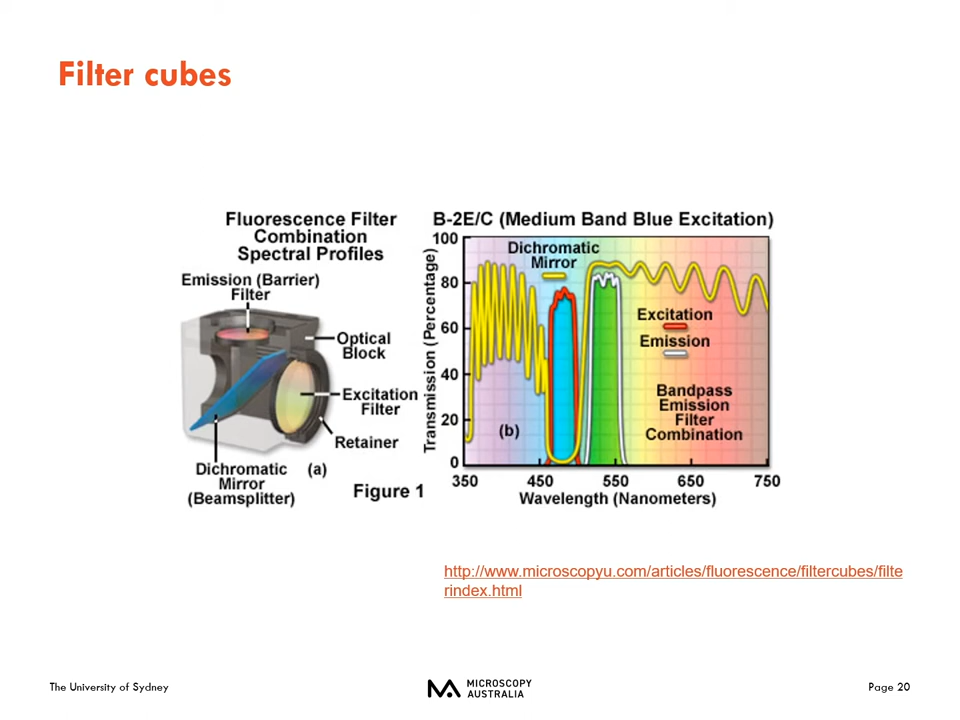 Filter cubes
Fluorescence Filter
Combination
Spectral Profiles
Emission (Barrier)
Filter
Optical
Block
Excitation
Filter
Retainer
Dichromatic
Mirror
(Beamsplitter)
(a)
Figure 1
B-2E/C (Medium Band Blue Excitation)
Transmission (Percentage)
100
80
60
40
20
0
Dichromatic
Mirror
Excitation
Emission
Bandpass
Emission
Filter
Combination
(b)
350
450
550
650
750
Wavelength (Nanometers)
http://www.microscopyu.com/articles/fluorescence/filtercubes/filte
rindex.html
The University of Sydney
MICROSCOPY
AUSTRALIA
Page 20